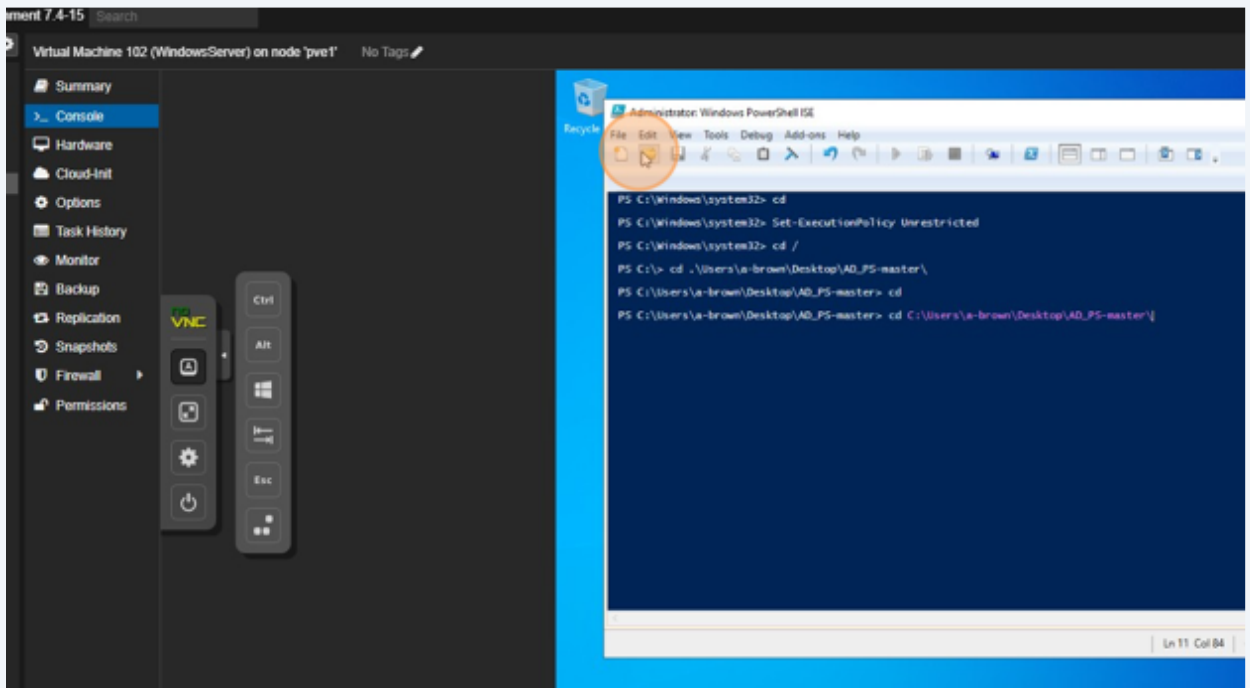 ment 7.4-15 Search
Virtual Machine 102 (WindowsServer) on node 'pve1' No Tags
Summary
>_ Console
Hardware
Cloud-Init
Options
Task History
Monitor
Backup
Replication
Snapshots
Firewall
Permissions
no
VNC
A
Ctrl
Alt
Esc
Recycle
Administrator: Windows PowerShell ISE
File Edit View Tools Debug Add-ons Help
PS C:\Windows\system32> cd
PS C:\Windows\system32> Set-ExecutionPolicy Unrestricted
PS C:\Windows\system32> cd /
PS C:\> cd .\Users\a-brown\Desktop\AD_PS-master\
PS C:\Users\a-brown\Desktop\AD_PS-master> cd
PS C:\Users\a-brown\Desktop\AD_PS-master> cd C:\Users\a-brown\Desktop\AD_PS-master\
Ln 11 Col 84